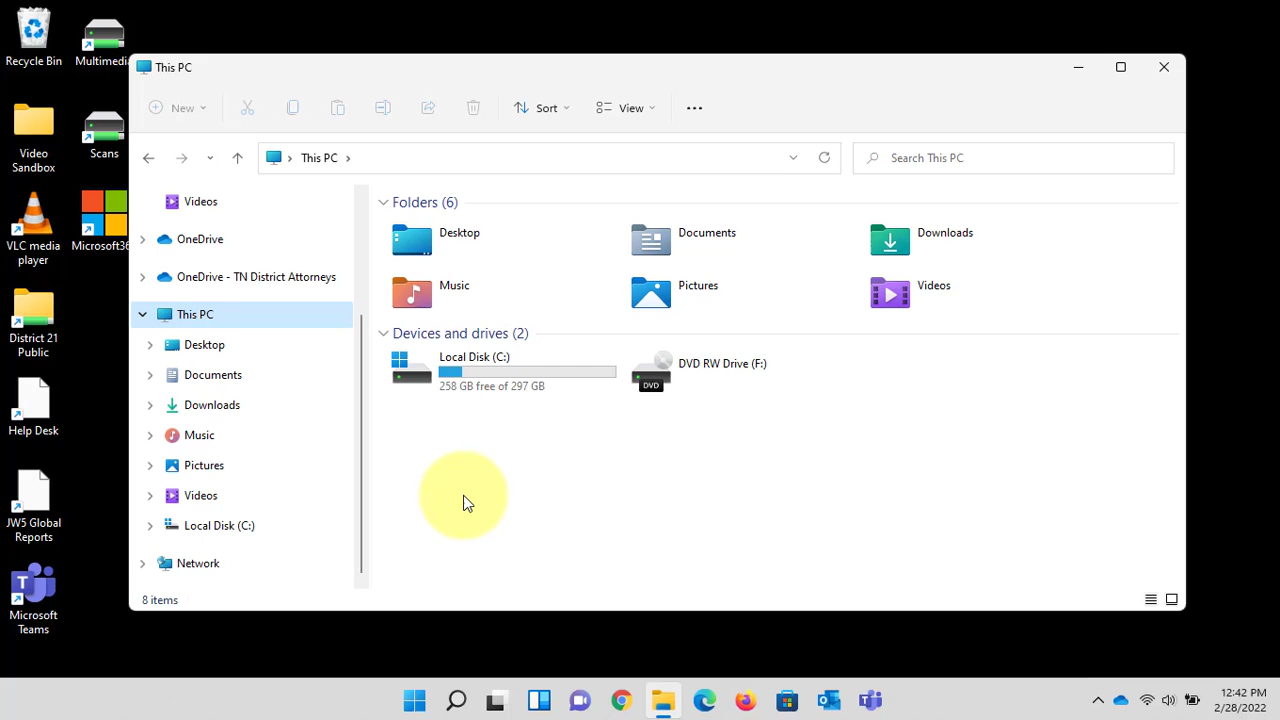 Recycle Bin
Multimedia
Video
Sandbox
Scans
VLC media
player
Microsoft36
District 21
Public
Help Desk
JW5 Global
Reports
Microsoft
Teams
This PC
New
Sort
View
This PC
Search This PC
Videos
OneDrive
OneDrive - TN District Attorneys
This PC
Desktop
Documents
Downloads
Music
Pictures
Videos
Local Disk (C:)
Network
Folders (6)
Desktop
Documents
Downloads
Music
Pictures
Videos
Devices and drives (2)
Local Disk (C:)
258 GB free of 297 GB
DVD RW Drive (F:)
DVD
8 items
12:42 PM
2/28/2022